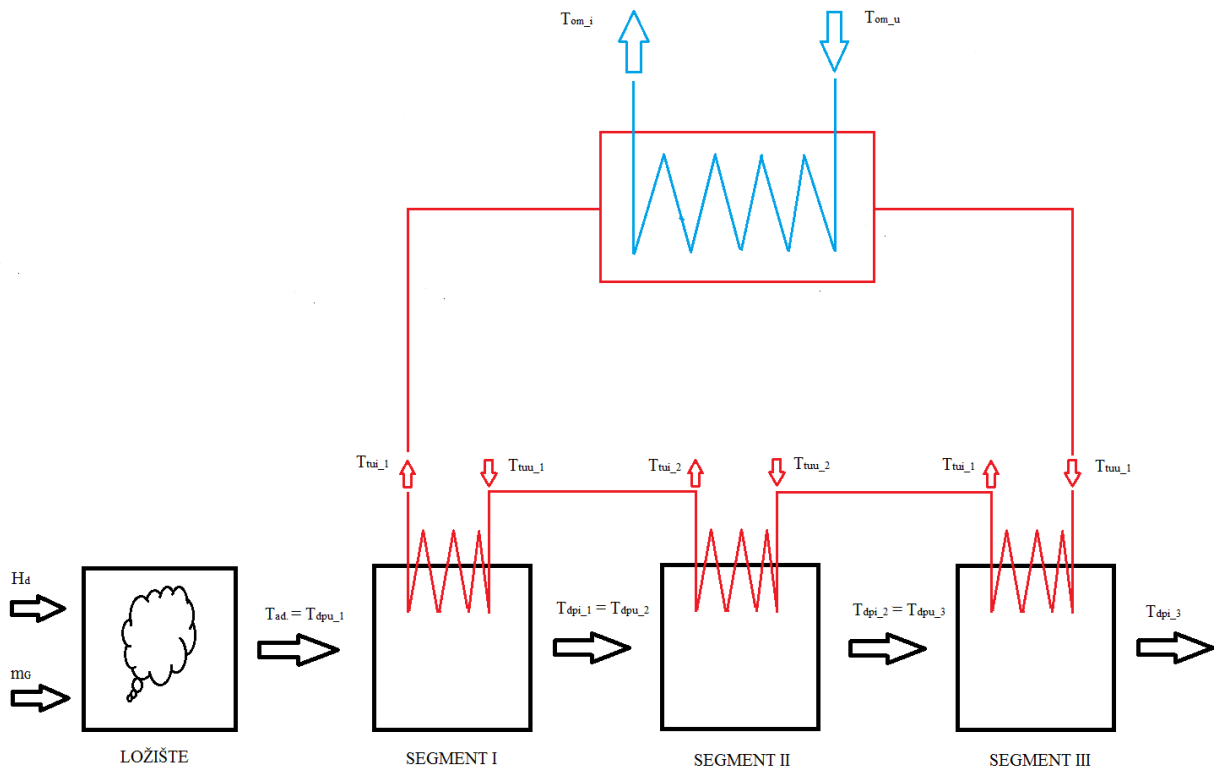 Tom_i
Tom_u
Ttui_1
Ttuu_1
Ttui_2
Ttuu_2
Ttui_1
Ttuu_1
Hd
mG
Tad. = Tdpu_1
Tdpi_1 = Tdpu_2
Tdpi_2 = Tdpu_3
Tdpi_3
LOŽIŠTE
SEGMENT I
SEGMENT II
SEGMENT III